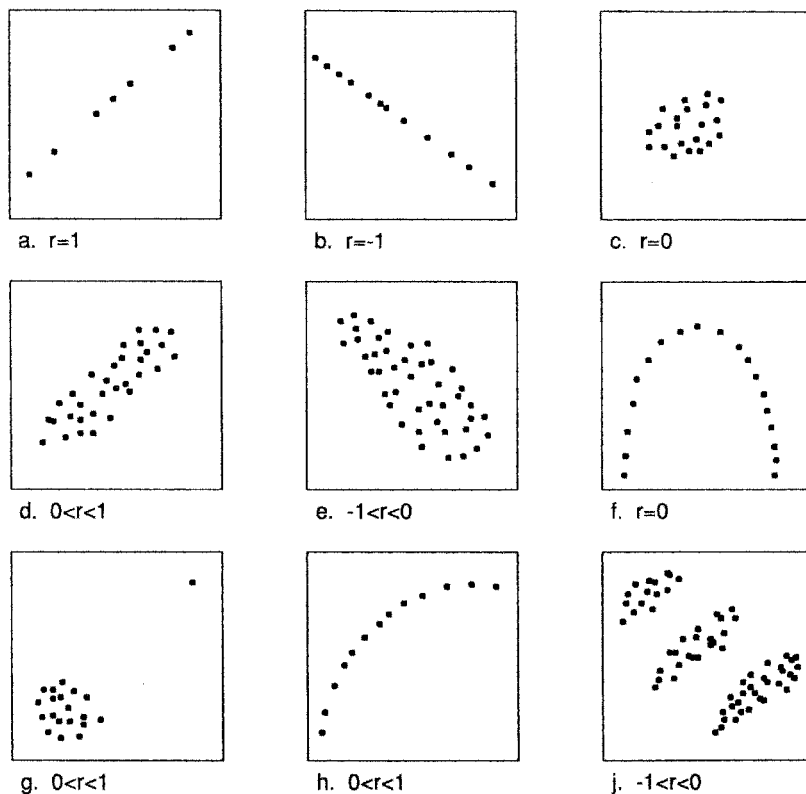 a. r=1
b. r=-1
c. r=0
d. 0<r<1
e. -1<r<0
f. r=0
g. 0<r<1
h. 0<r<1
j. -1<r<0